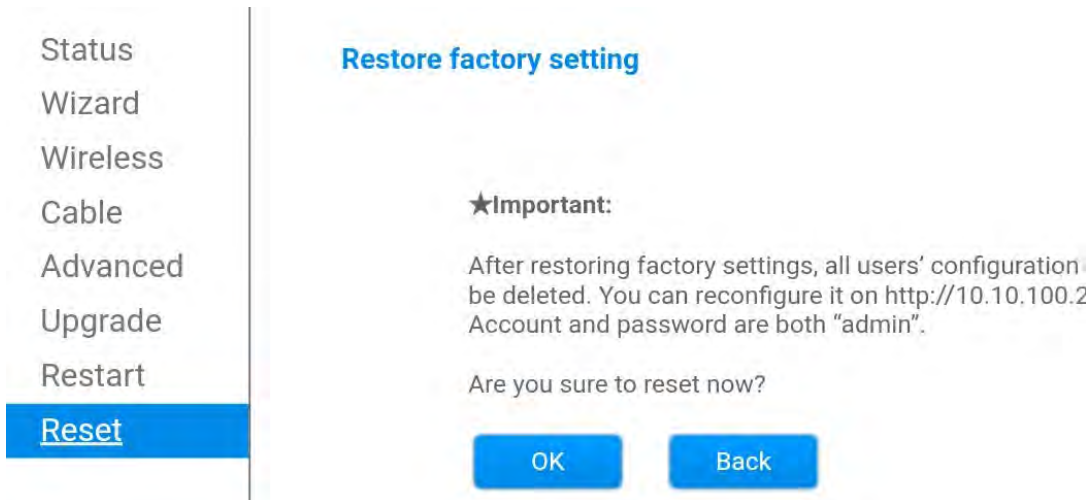 Status
Wizard
Wireless
Cable
Advanced
Upgrade
Restart
Reset
Restore factory setting
★Important:
After restoring factory settings, all users’ configuration
be deleted. You can reconfigure it on http://10.10.100.2
Account and password are both “admin”.
Are you sure to reset now?
OK
Back